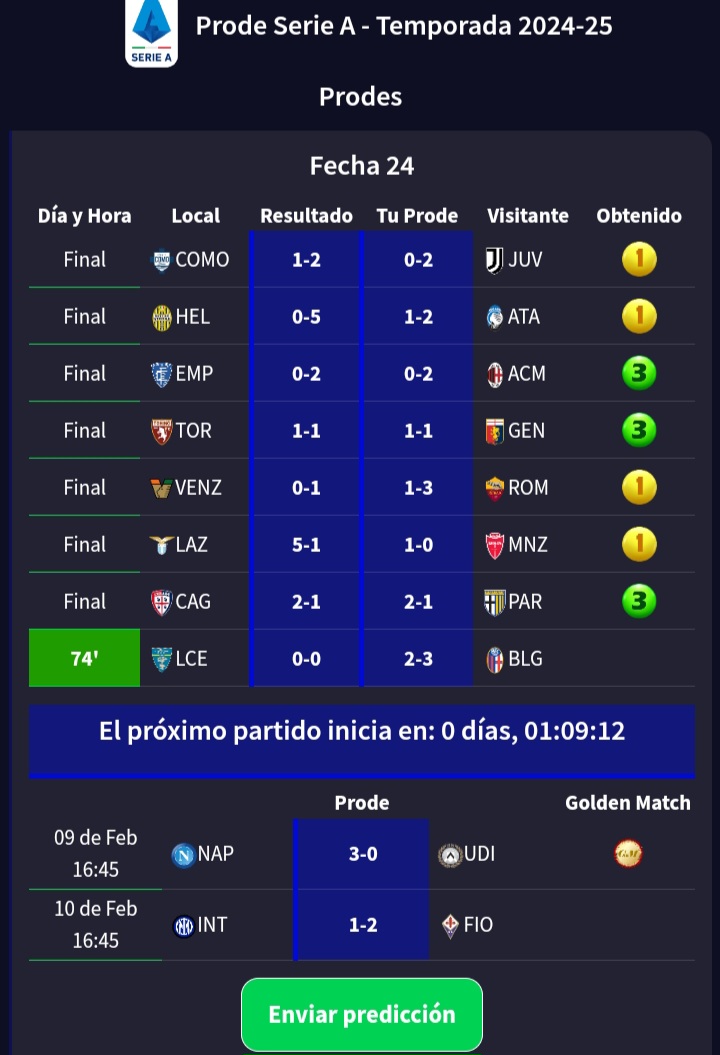 SERIE A
Prode Serie A - Temporada 2024-25
Prodes
Fecha 24
Día y Hora Local Resultado Tu Prode Visitante Obtenido
Final COMO 1-2 0-2 JUV 1
Final HEL 0-5 1-2 ATA 1
Final EMP 0-2 0-2 ACM 3
Final TOR 1-1 1-1 GEN 3
Final VENZ 0-1 1-3 ROM 1
Final LAZ 5-1 1-0 MNZ 1
Final CAG 2-1 2-1 PAR 3
74' LCE 0-0 2-3 BLG
El próximo partido inicia en: 0 días, 01:09:12
Prode Golden Match
09 de Feb
16:45 NAP 3-0 UDI
10 de Feb
16:45 INT 1-2 FIO
Enviar predicción